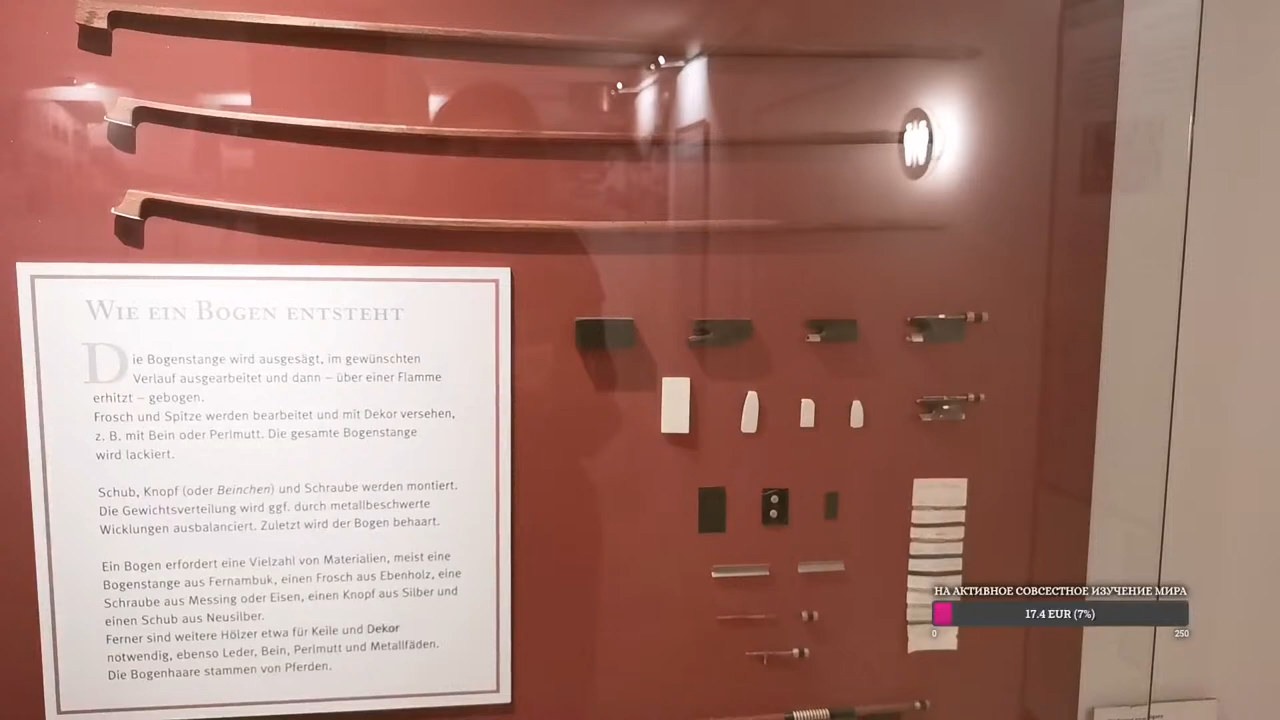 WIE EIN BOGEN ENTSTEHT
Die Bogenstange wird ausgesägt, im gewünschten
Verlauf ausgearbeitet und dann – über einer Flamme
erhitzt – gebogen.
Frosch und Spitze werden bearbeitet und mit Dekor versehen,
z. B. mit Bein oder Perlmutt. Die gesamte Bogenstange
wird lackiert.
Schub, Knopf (oder Beinchen) und Schraube werden montiert.
Die Gewichtsverteilung wird ggf. durch metallbeschwerte
Wicklungen ausbalanciert. Zuletzt wird der Bogen behaart.
Ein Bogen erfordert eine Vielzahl von Materialien, meist eine
Bogenstange aus Fernambuk, einen Frosch aus Ebenholz, eine
Schraube aus Messing oder Eisen, einen Knopf aus Silber und
einen Schub aus Neusilber.
Ferner sind weitere Hölzer etwa für Keile und Dekor
notwendig, ebenso Leder, Bein, Perlmutt und Metallfäden.
Die Bogenhaare stammen von Pferden.
НА АКТИВНОЕ СОВСЕСТНОЕ ИЗУЧЕНИЕ МИРА
17.4 EUR (7%)
0 250